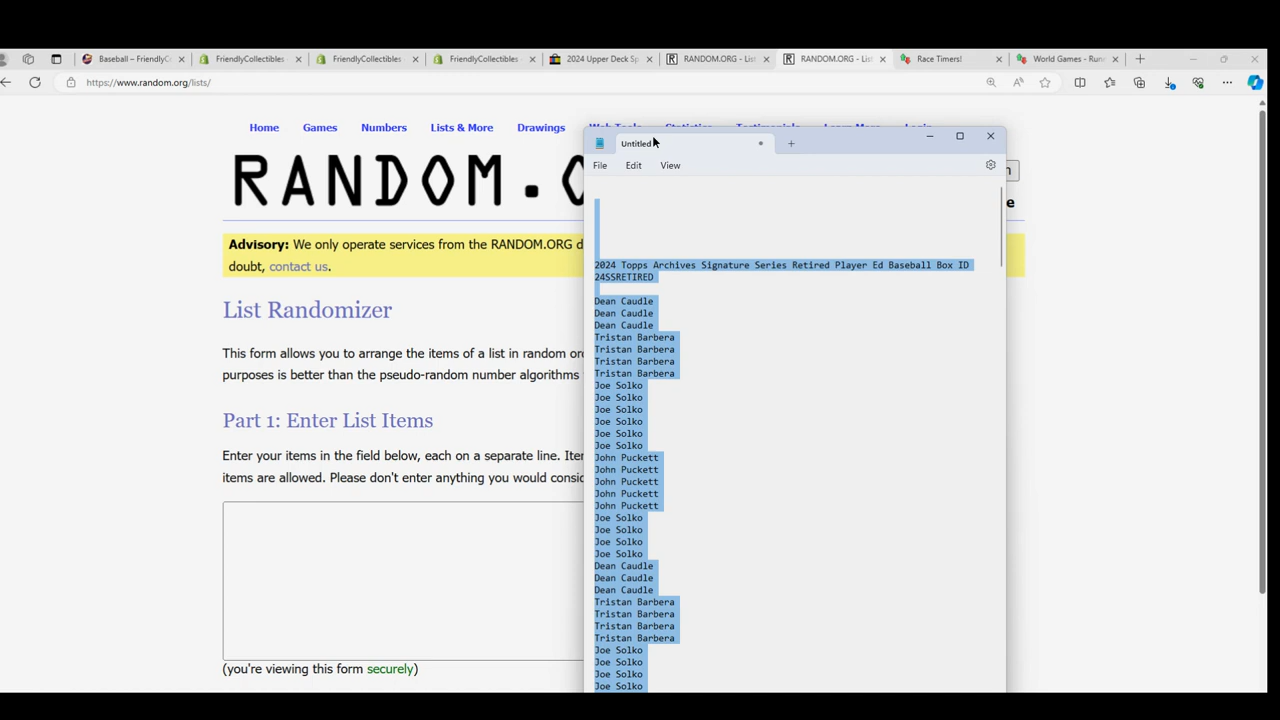 Baseball – FriendlyC
FriendlyCollectibles
FriendlyCollectibles
FriendlyCollectibles
2024 Upper Deck Sp
RANDOM.ORG - List
RANDOM.ORG - List
Race Timers!
World Games - Rune
https://www.random.org/lists/
Home Games Numbers Lists & More Drawings Web Tools Statistics Testimonials Learn More Login
RANDOM.O
Advisory: We only operate services from the RANDOM.ORG d
doubt, contact us.
List Randomizer
This form allows you to arrange the items of a list in random or
purposes is better than the pseudo-random number algorithms
Part 1: Enter List Items
Enter your items in the field below, each on a separate line. Iter
items are allowed. Please don't enter anything you would consid
(you're viewing this form securely)
Untitled
File Edit View
2024 Topps Archives Signature Series Retired Player Ed Baseball Box ID
24SSRETIRED
Dean Caudle
Dean Caudle
Dean Caudle
Tristan Barbera
Tristan Barbera
Tristan Barbera
Tristan Barbera
Joe Solko
Joe Solko
Joe Solko
Joe Solko
Joe Solko
Joe Solko
John Puckett
John Puckett
John Puckett
John Puckett
John Puckett
Joe Solko
Joe Solko
Joe Solko
Joe Solko
Dean Caudle
Dean Caudle
Dean Caudle
Tristan Barbera
Tristan Barbera
Tristan Barbera
Tristan Barbera
Joe Solko
Joe Solko
Joe Solko
Joe Solko